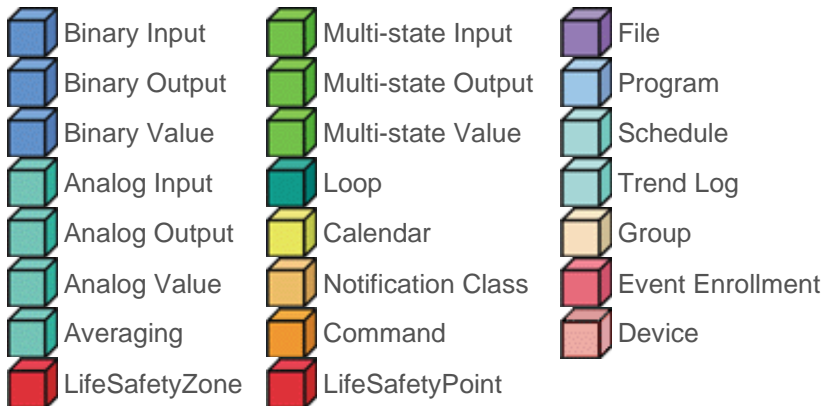 Binary Input
Binary Output
Binary Value
Analog Input
Analog Output
Analog Value
Averaging
LifeSafetyZone
Multi-state Input
Multi-state Output
Multi-state Value
Loop
Calendar
Notification Class
Command
LifeSafetyPoint
File
Program
Schedule
Trend Log
Group
Event Enrollment
Device